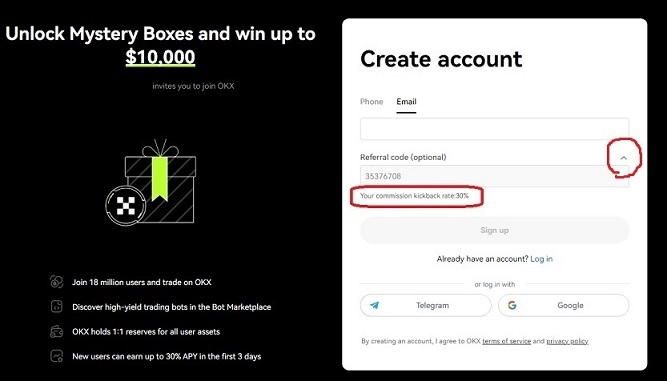 Unlock Mystery Boxes and win up to
$10,000
invites you to join OKX
Join 18 million users and trade on OKX
Discover high-yield trading bots in the Bot Marketplace
OKX holds 1:1 reserves for all user assets
New users can earn up to 30% APY in the first 3 days
Create account
Phone Email
Referral code (optional)
35376708
Your commission kickback rate:30%
Sign up
Already have an account? Log in
or log in with
Telegram Google
By creating an account, I agree to OKX terms of service and privacy policy